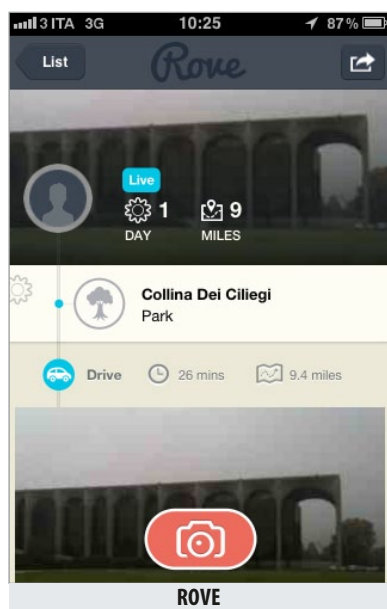 3 ITA 3G 10:25 87%
List Rove
Live
1 9
DAY MILES
Collina Dei Ciliegi
Park
Drive 26 mins 9.4 miles
ROVE